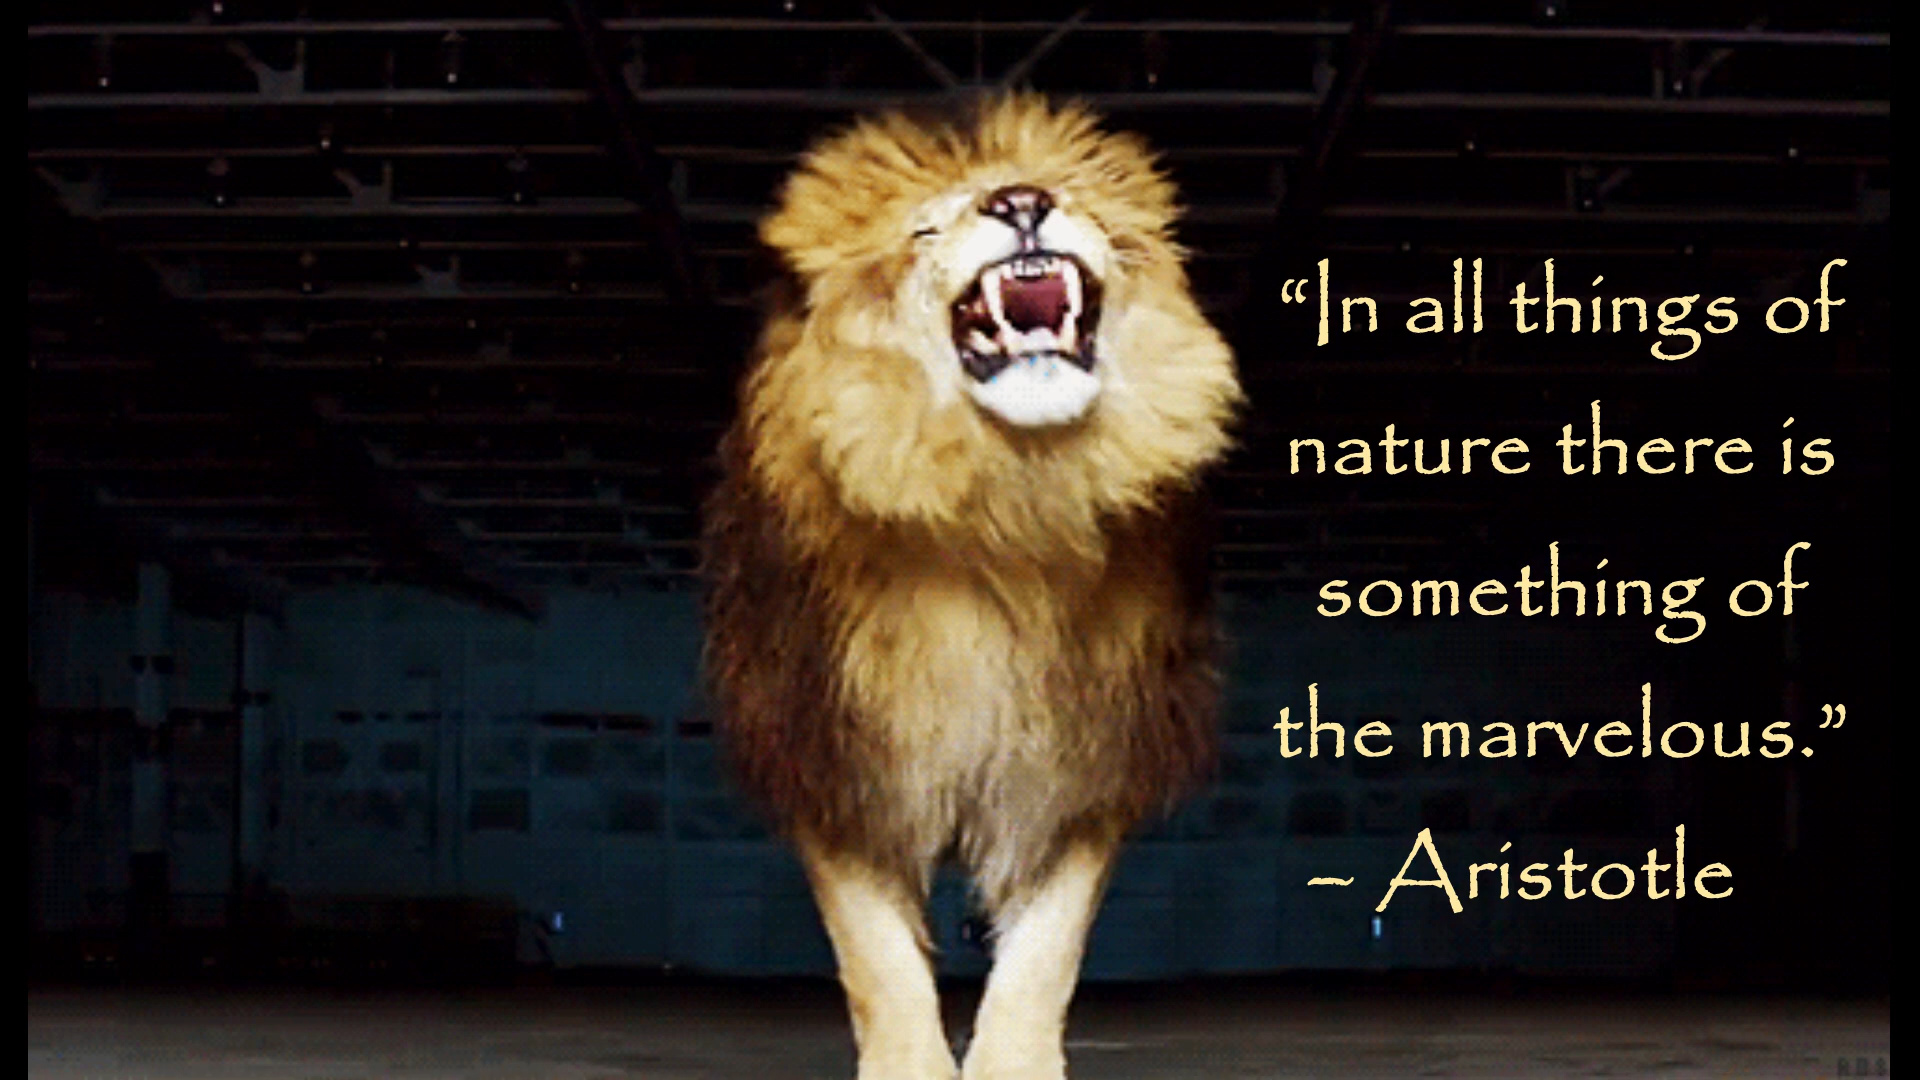 “In all things of
nature there is
something of
the marvelous.”
– Aristotle